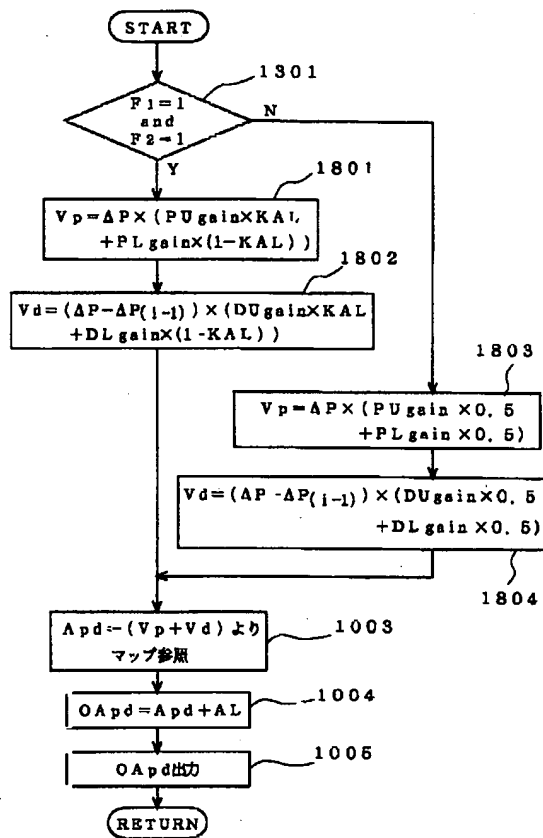 START
1301
F1=1
and
F2=1
N
Y
1801
Vp=ΔP×(PUgain×KAL
+PLgain×(1-KAL))
1802
Vd=(ΔP-ΔP(i-1))×(DUgain×KAL
+DLgain×(1-KAL))
1803
Vp=ΔP×(PUgain×0.5
+PLgain×0.5)
Vd=(ΔP-ΔP(i-1))×(DUgain×0.5
+DLgain×0.5)
1804
Apd=-(Vp+Vd)より
マップ参照
1003
OApd=Apd+AL
1004
OApd出力
1005
RETURN